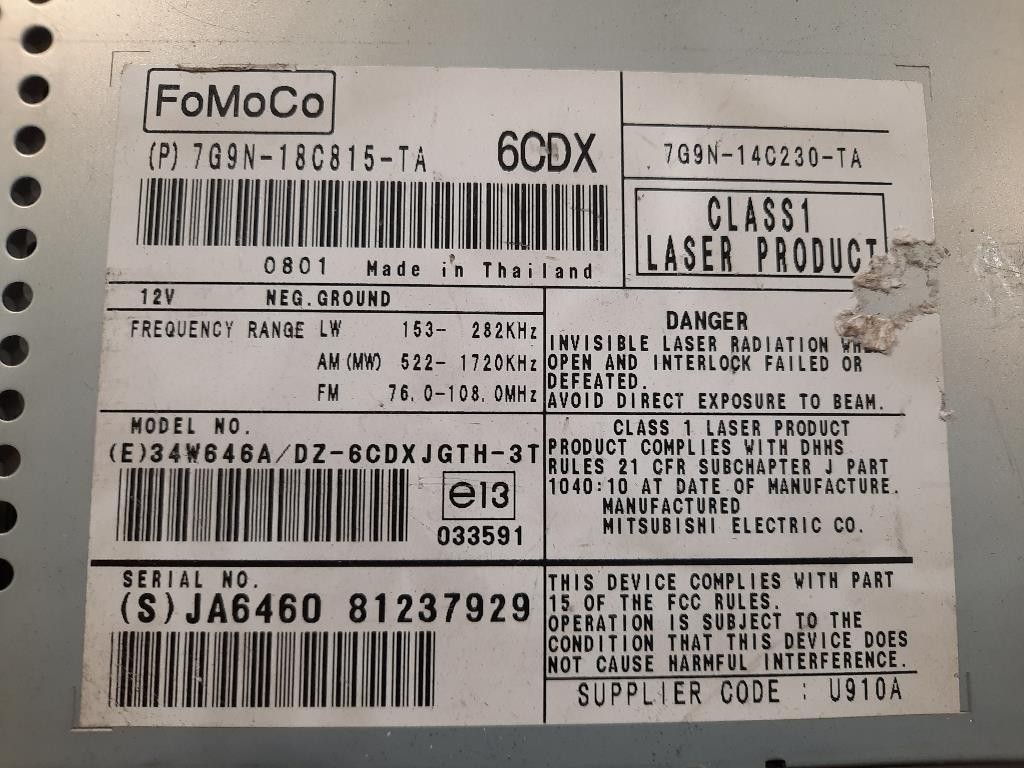 FoMoCo
(P) 7G9N-18C815-TA 6CDX
7G9N-14C230-TA
CLASS1
LASER PRODUCT
0801 Made in Thailand
12V NEG.GROUND
FREQUENCY RANGE LW 153- 282KHz
AM(MW) 522- 1720KHz
FM 76.0-108.0MHz
DANGER
INVISIBLE LASER RADIATION
OPEN AND INTERLOCK FAILED OR
DEFEATED.
AVOID DIRECT EXPOSURE TO BEAM.
MODEL NO.
(E)34W646A/DZ-6CDXJGTH-3T
e13
033591
CLASS 1 LASER PRODUCT
PRODUCT COMPLIES WITH DHHS
RULES 21 CFR SUBCHAPTER J PART
1040:10 AT DATE OF MANUFACTURE.
MANUFACTURED
MITSUBISHI ELECTRIC CO.
SERIAL NO.
(S)JA6460 81237929
THIS DEVICE COMPLIES WITH PART
15 OF THE FCC RULES.
OPERATION IS SUBJECT TO THE
CONDITION THAT THIS DEVICE DOES
NOT CAUSE HARMFUL INTERFERENCE.
SUPPLIER CODE : U910A